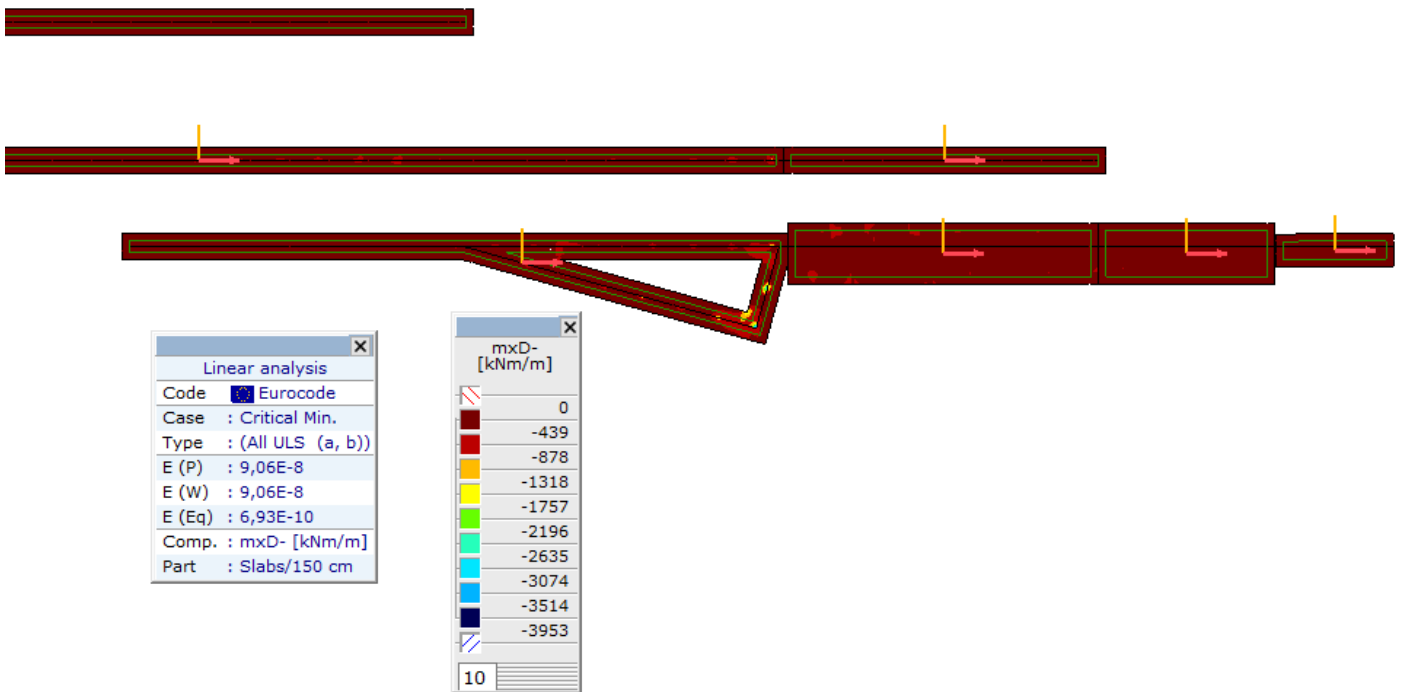 Linear analysis
Code Eurocode
Case : Critical Min.
Type : (All ULS (a, b))
E (P) : 9,06E-8
E (W) : 9,06E-8
E (Eq) : 6,93E-10
Comp. : mxD- [kNm/m]
Part : Slabs/150 cm
mxD-
[kNm/m]
0
-439
-878
-1318
-1757
-2196
-2635
-3074
-3514
-3953
10